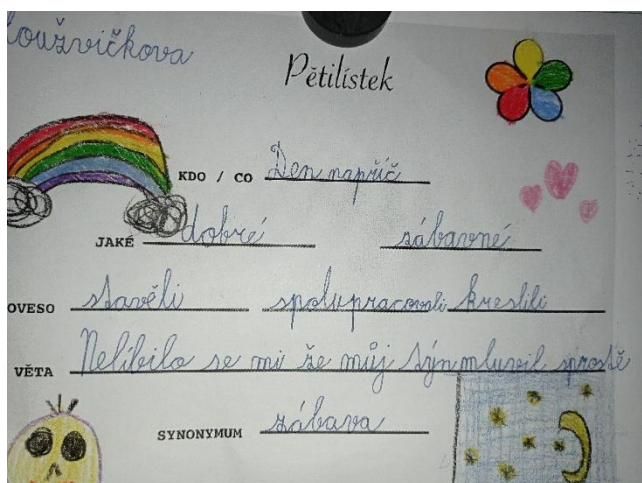 oužvičkova
Pětilístek
KDO / CO Den napříč
JAKÉ dobré zábavné
OVESO stavěli spolupracovali kreslili
VĚTA Nelíbilo se mi že můj tým mluvil sprostě
SYNONYMUM zábava